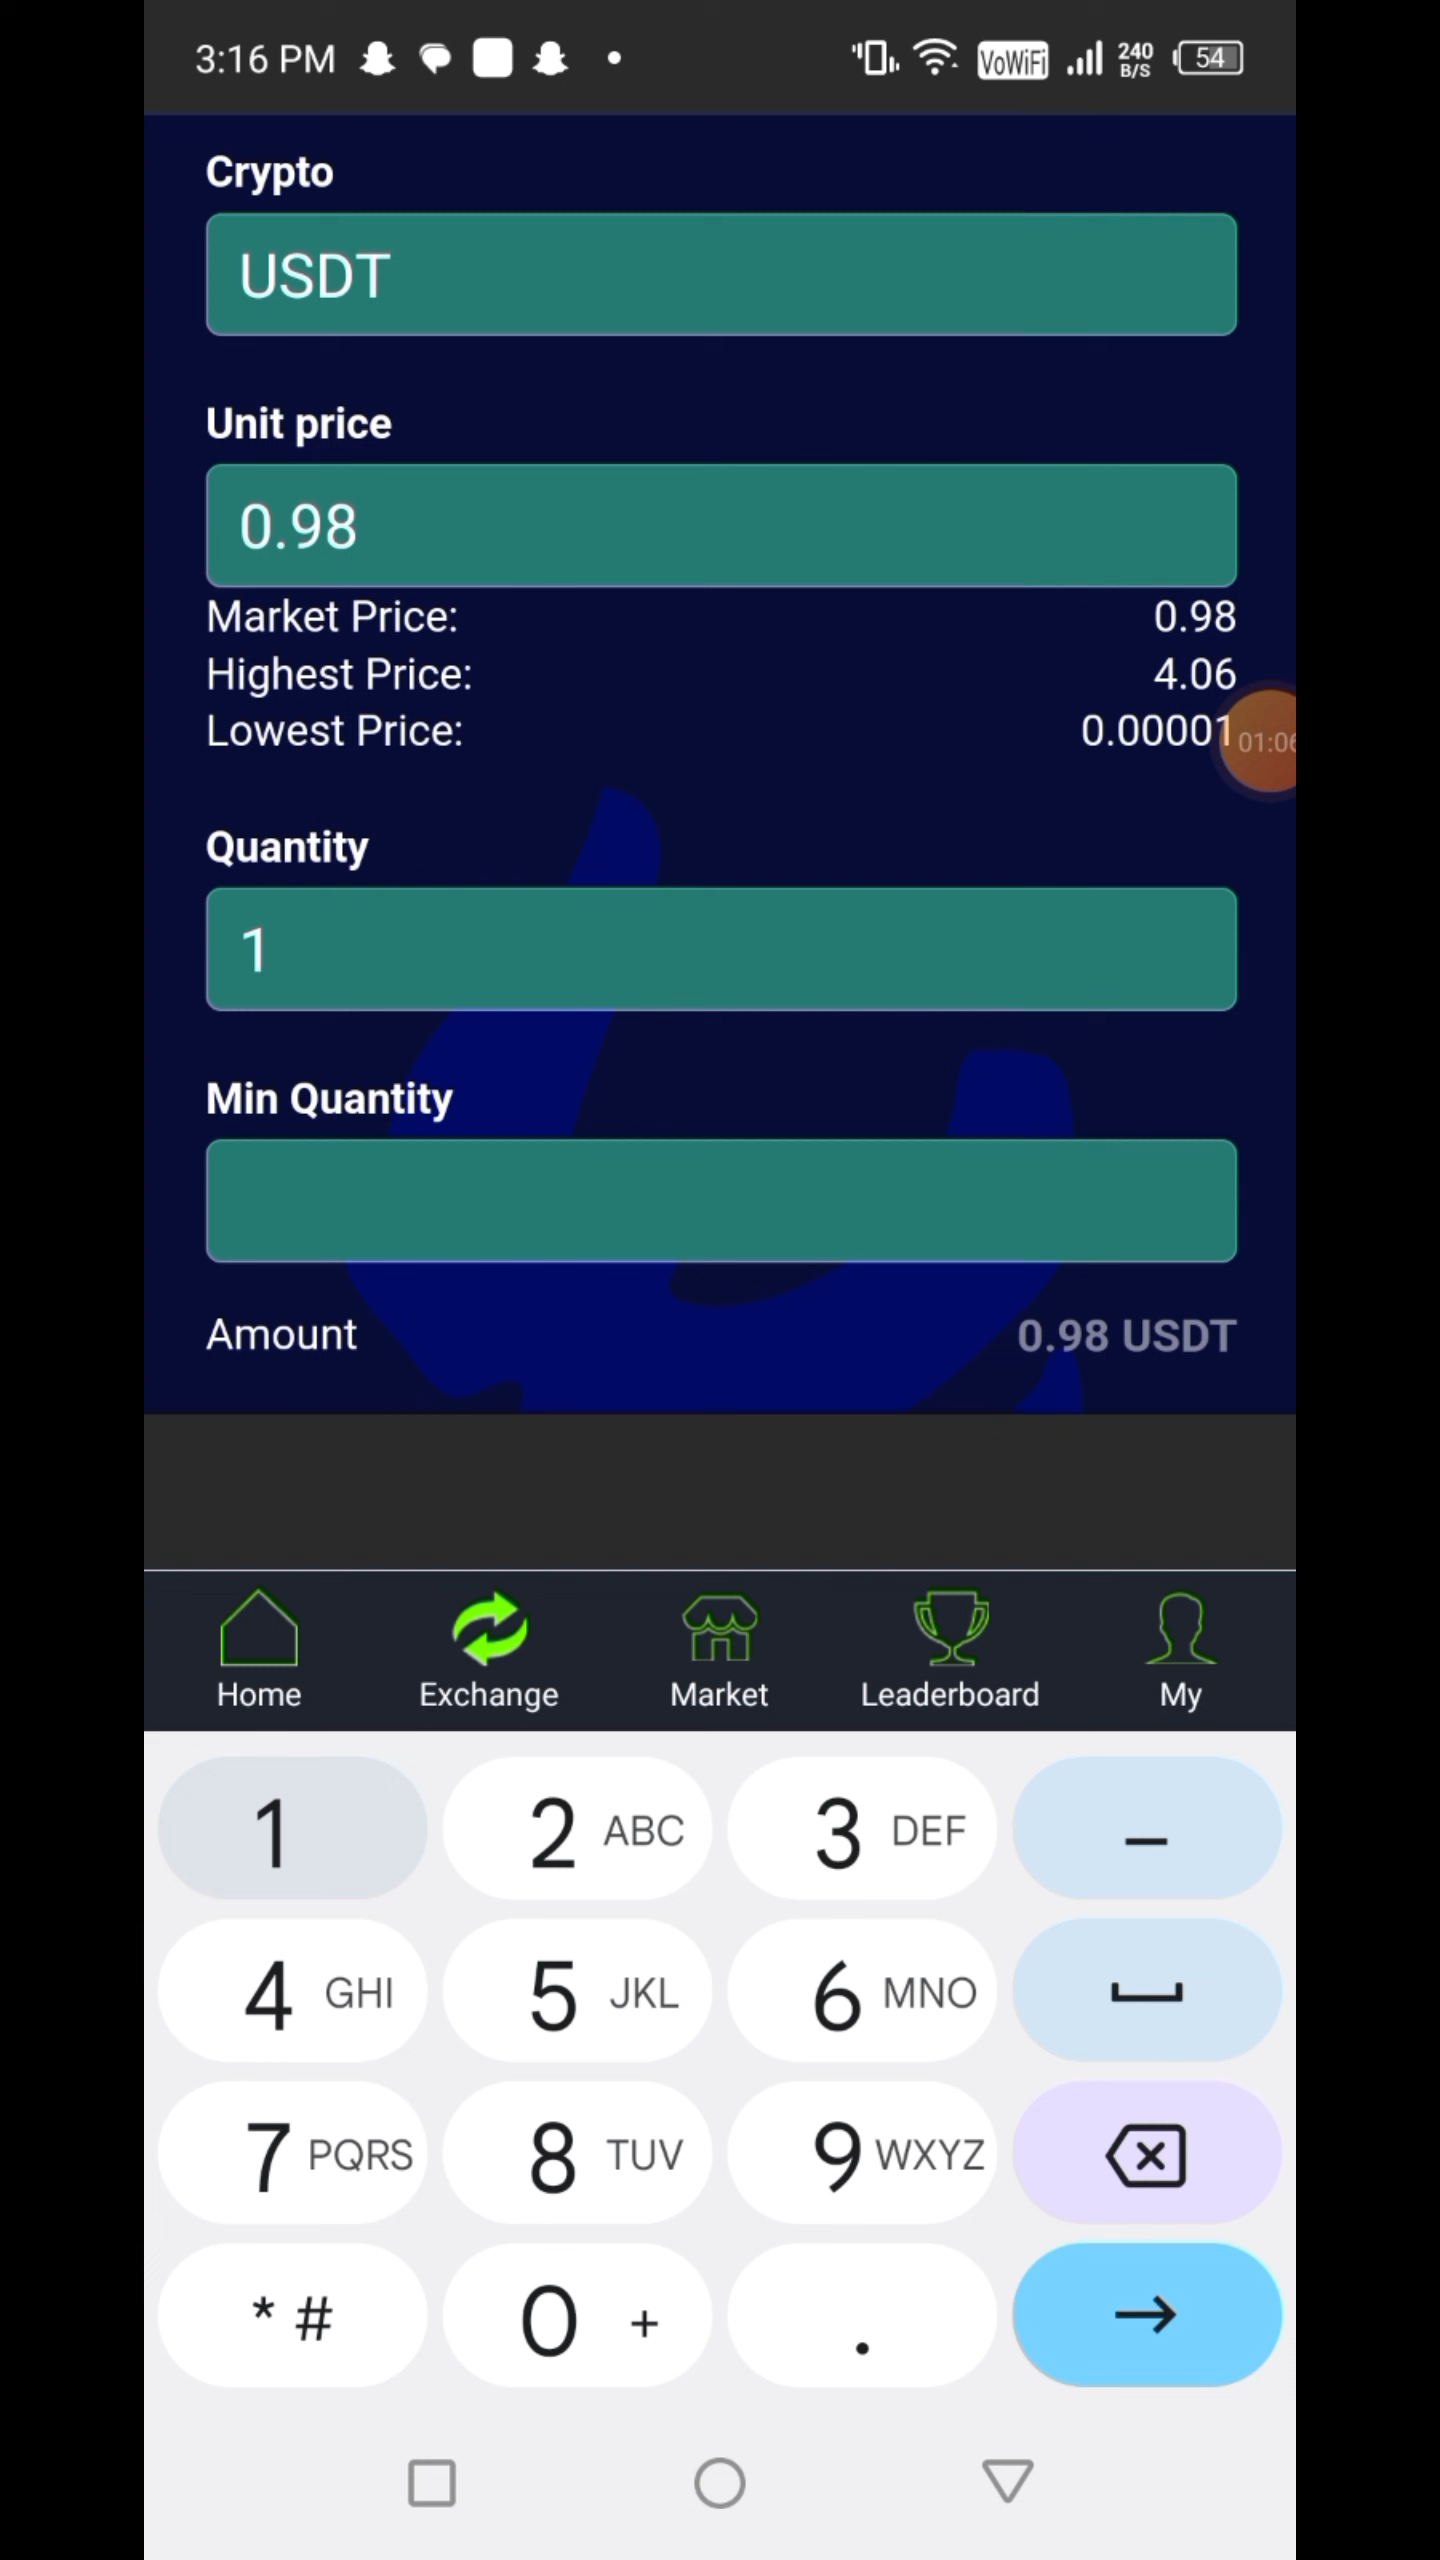 3:16 PM
VoWiFi
240 B/S
54
Crypto
USDT
Unit price
0.98
Market Price: 0.98
Highest Price: 4.06
Lowest Price: 0.00001
01:06
Quantity
1
Min Quantity
Amount 0.98 USDT
Home Exchange Market Leaderboard My
1 2 ABC 3 DEF –
4 GHI 5 JKL 6 MNO
7 PQRS 8 TUV 9 WXYZ
* # 0 + .